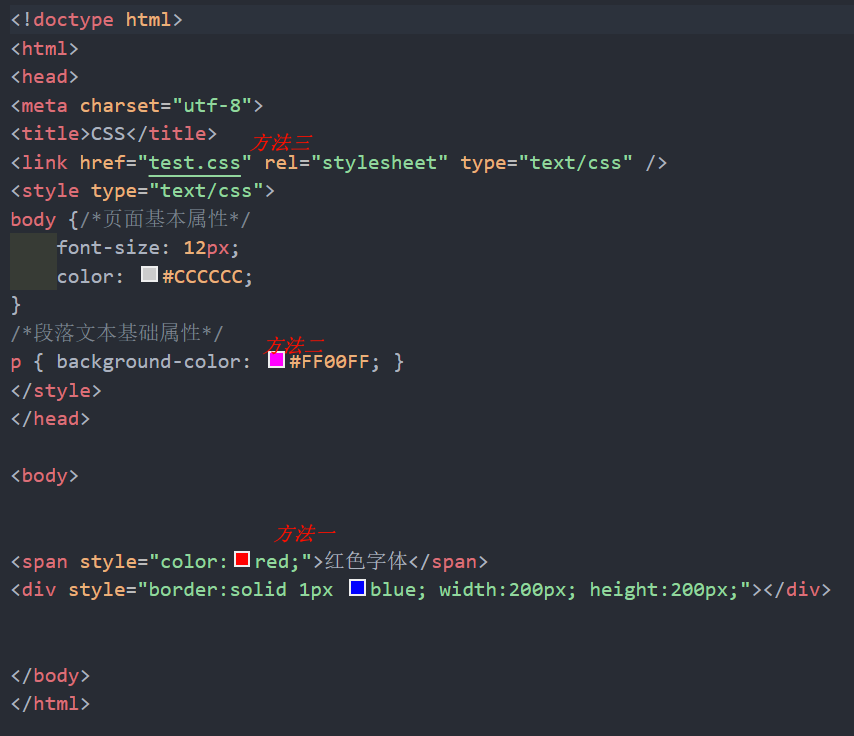 <!doctype html>
<html>
<head>
<meta charset="utf-8">
<title>CSS</title>
方法三
<link href="test.css" rel="stylesheet" type="text/css" />
<style type="text/css">
body {/*页面基本属性*/
font-size: 12px;
color: #CCCCCC;
}
/*段落文本基础属性*/
方法二
p { background-color: #FF00FF; }
</style>
</head>
<body>
方法一
<span style="color:red;">红色字体</span>
<div style="border:solid 1px blue; width:200px; height:200px;"></div>
</body>
</html>